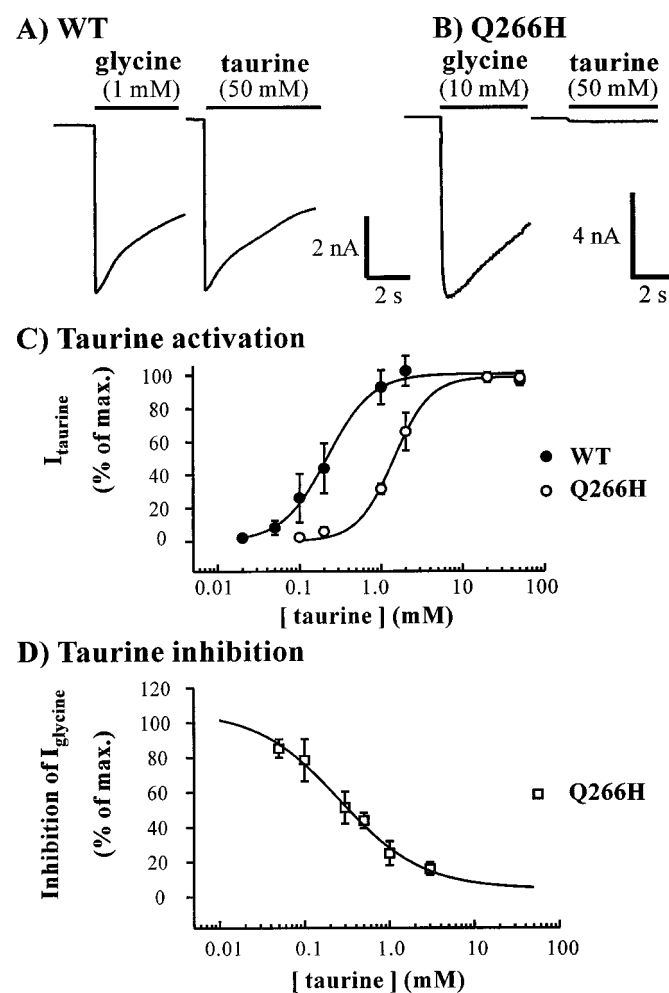 A) WT
B) Q266H
glycine
(1 mM)
taurine
(50 mM)
glycine
(10 mM)
taurine
(50 mM)
2 nA
2 s
4 nA
2 s
C) Taurine activation
I taurine
(% of max.)
100
80
60
40
20
0
WT
Q266H
0.01
0.1
1.0
10
100
[ taurine ] (mM)
D) Taurine inhibition
Inhibition of I glycine
(% of max.)
120
100
80
60
40
20
0
Q266H
0.01
0.1
1.0
10
100
[ taurine ] (mM)